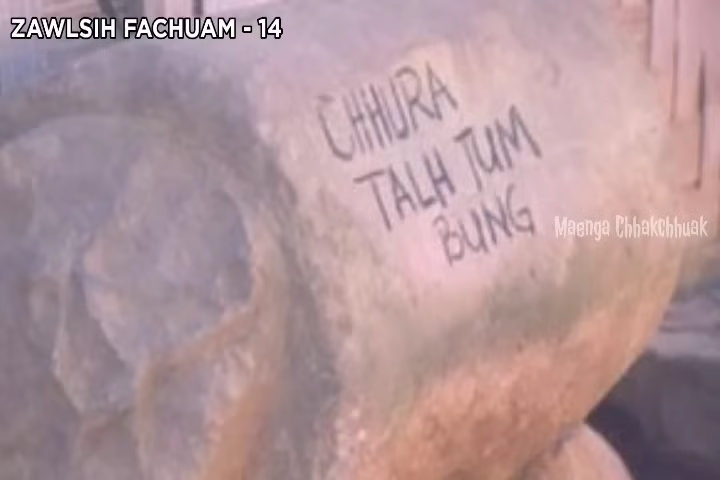 ZAWLSIH FACHUAM - 14
CHHURA
TALH TUM
BUNG
Maenga Chhakchhuak